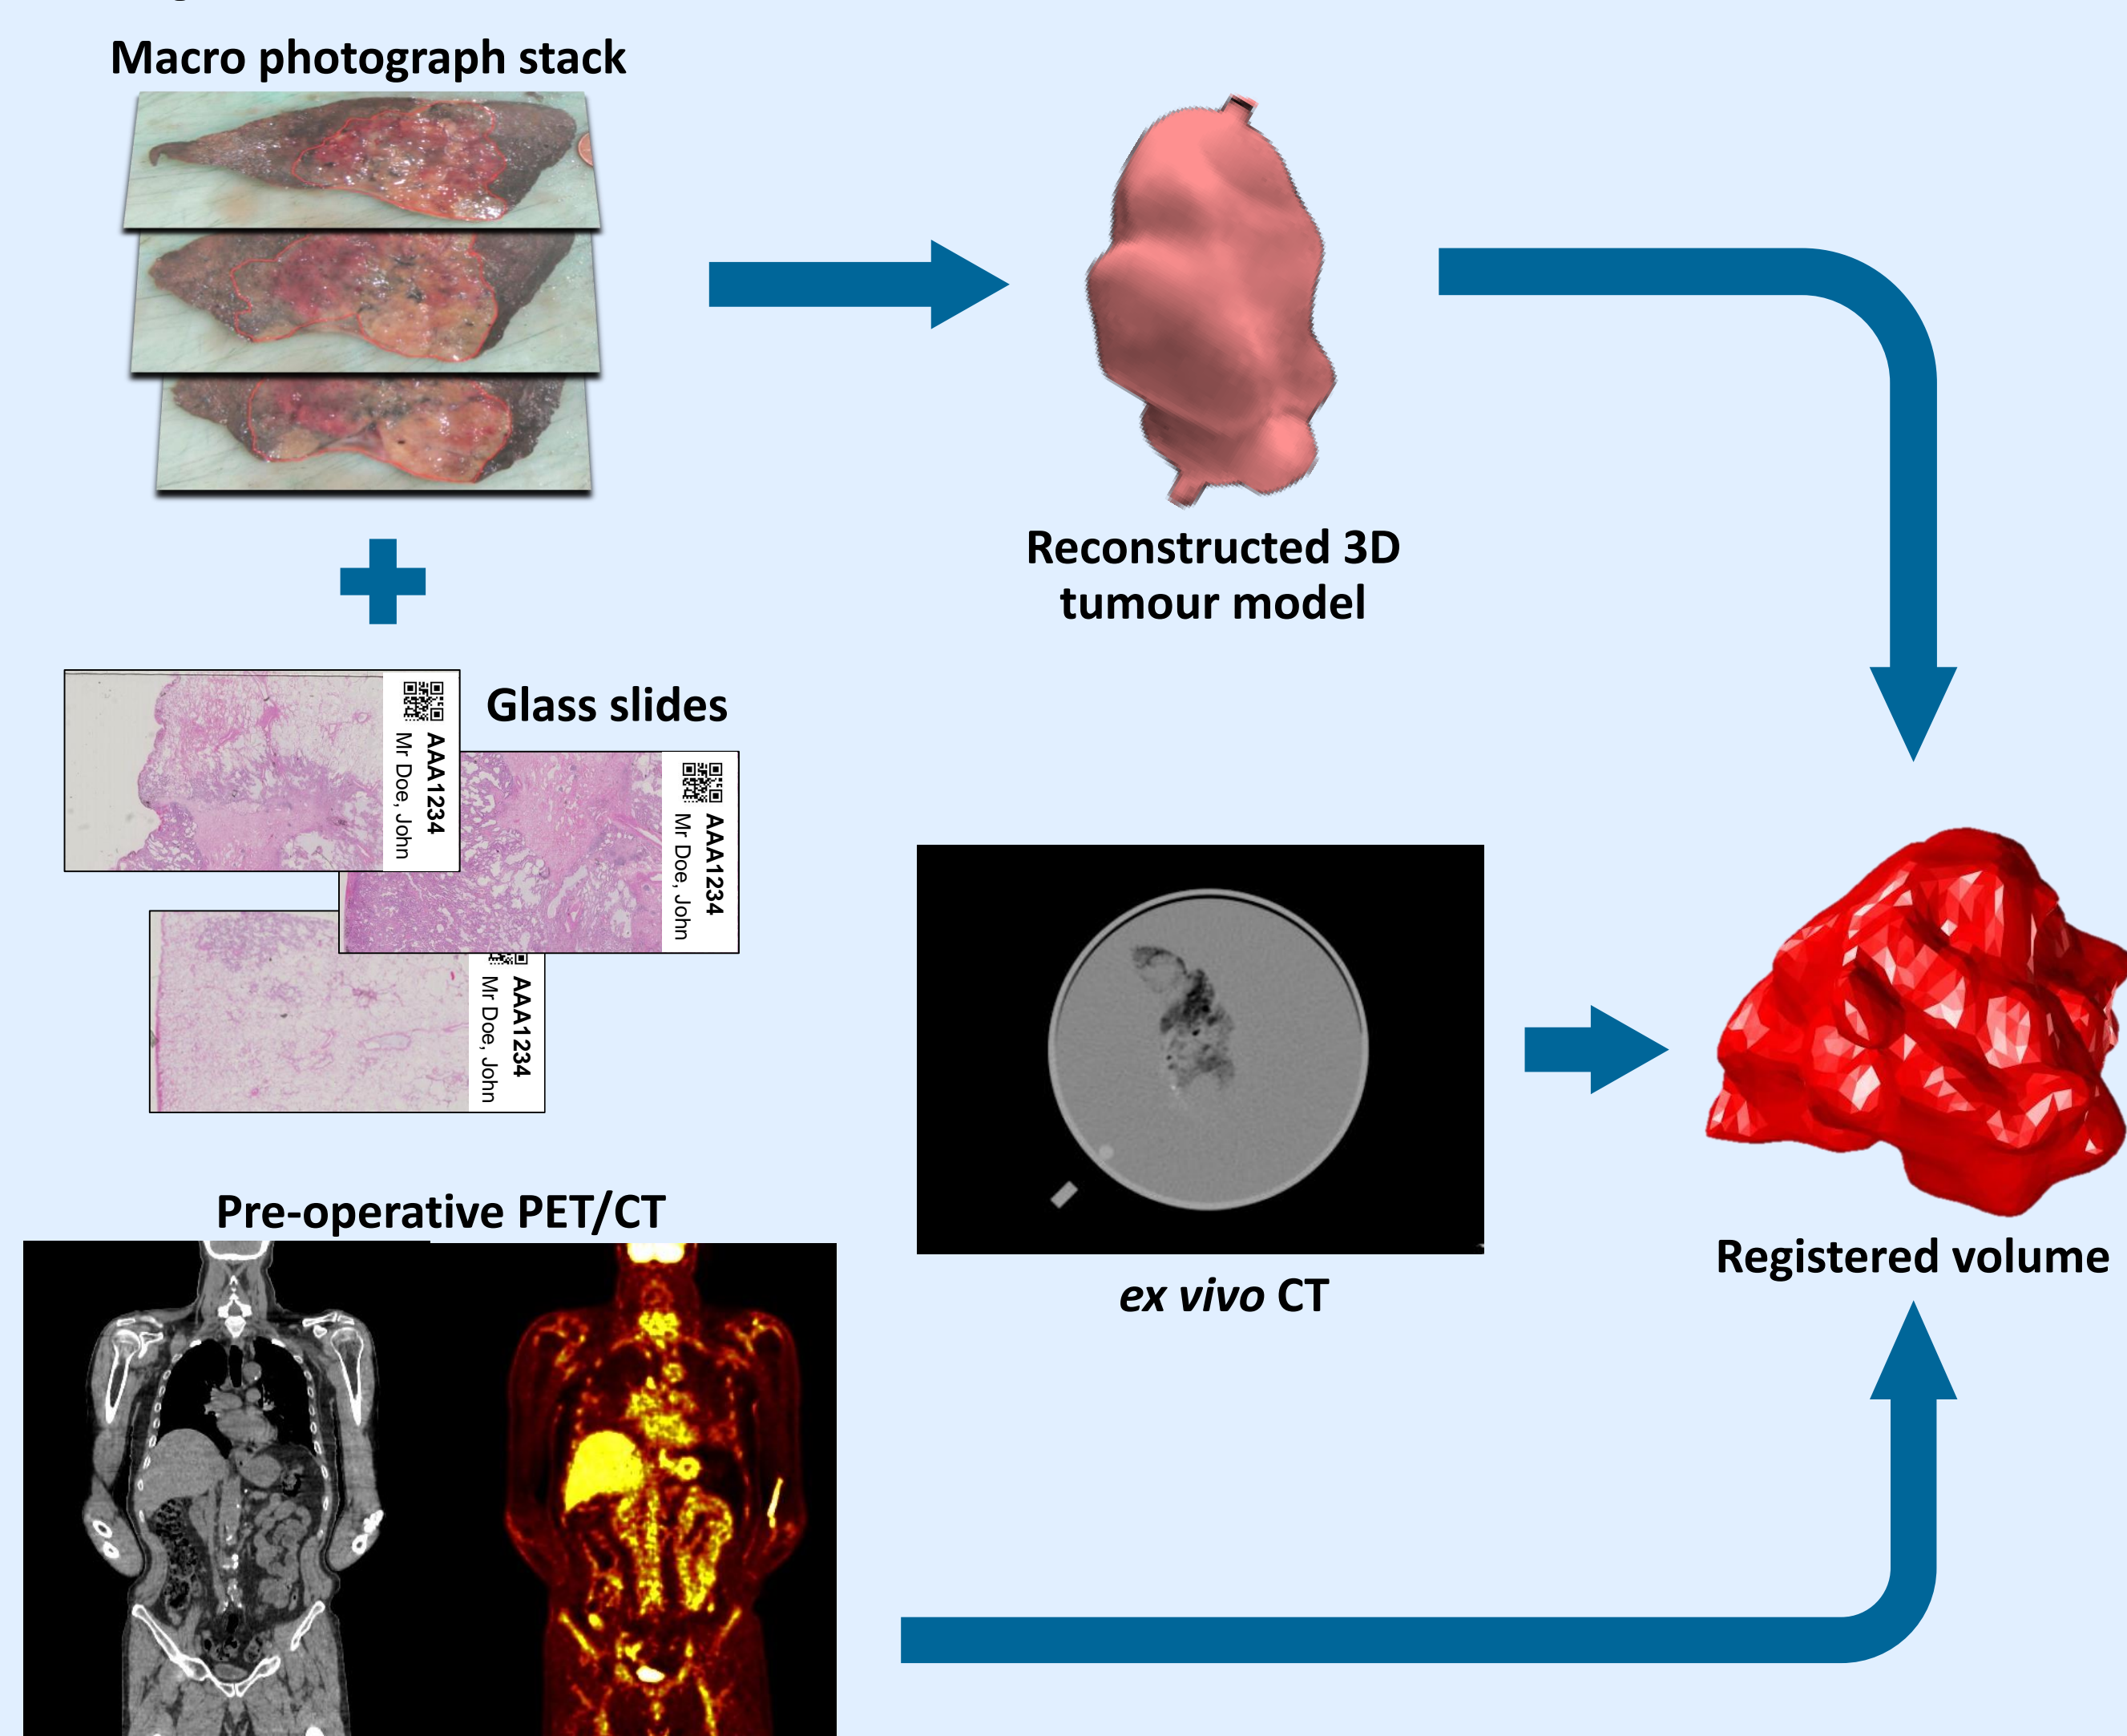 Macro photograph stack
Reconstructed 3D
tumour model
Glass slides
AAA1234
Mr Doe, John
AAA1234
Mr Doe, John
AAA1234
Mr Doe, John
Pre-operative PET/CT
ex vivo CT
Registered volume